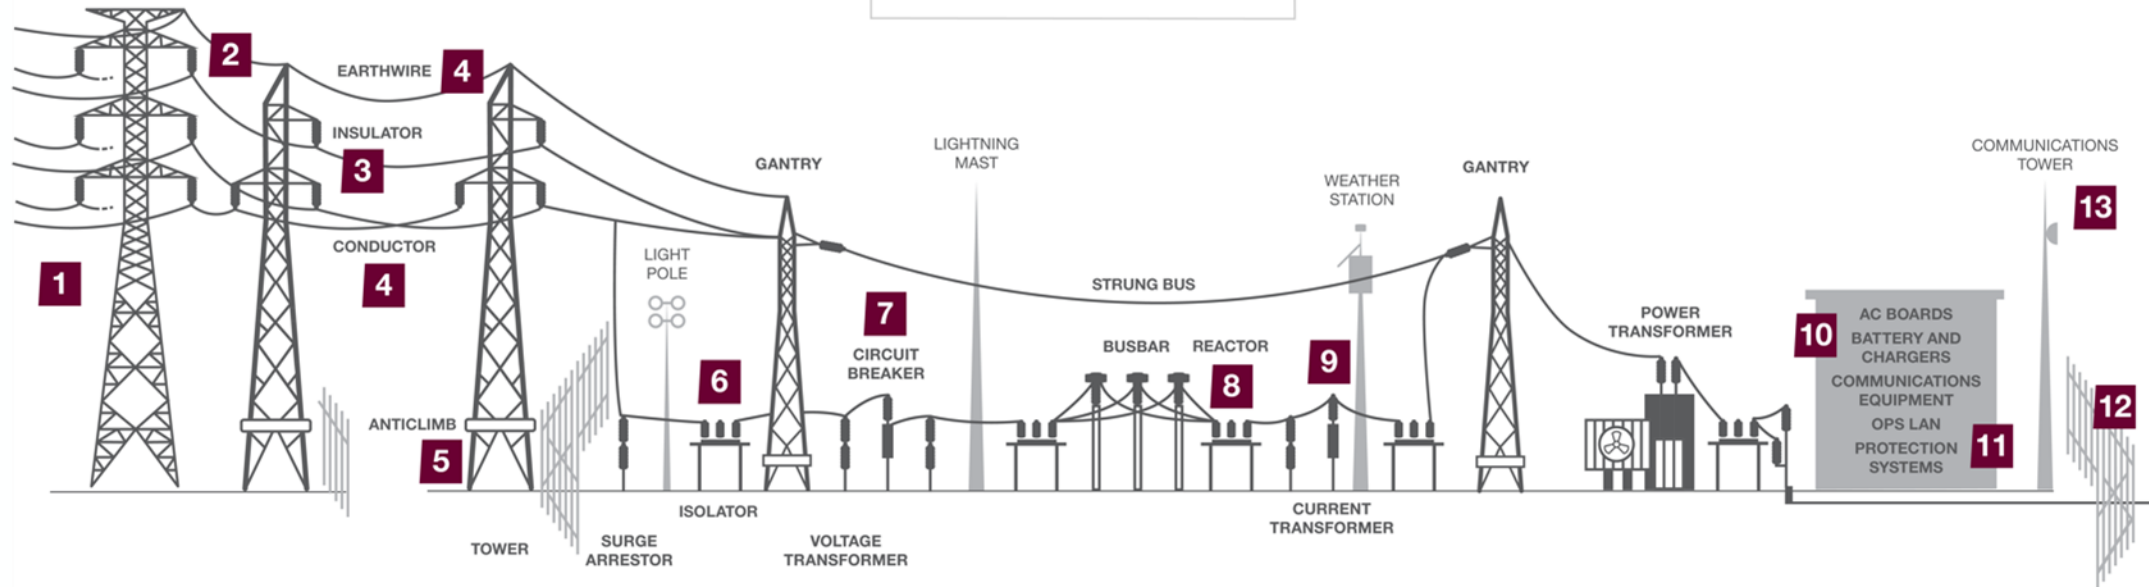 2
EARTHWIRE
4
INSULATOR
3
CONDUCTOR
4
1
ANTICLIMB
5
TOWER
SURGE
ARRESTOR
LIGHT
POLE
6
ISOLATOR
GANTRY
7
CIRCUIT
BREAKER
VOLTAGE
TRANSFORMER
LIGHTNING
MAST
STRUNG BUS
BUSBAR
REACTOR
8
WEATHER
STATION
9
CURRENT
TRANSFORMER
GANTRY
POWER
TRANSFORMER
10
AC BOARDS
BATTERY AND
CHARGERS
COMMUNICATIONS
EQUIPMENT
OPS LAN
PROTECTION
SYSTEMS
11
COMMUNICATIONS
TOWER
13
12